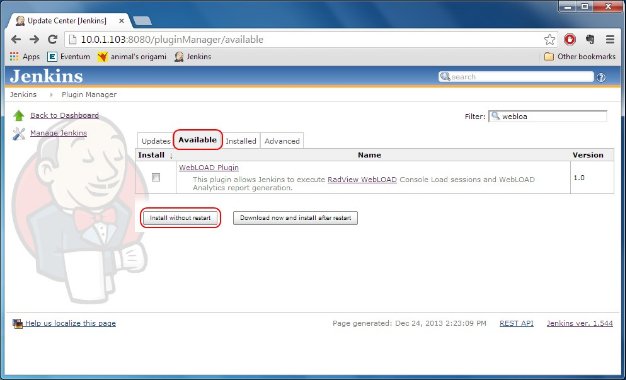 Update Center [Jenkins]
10.0.1.103:8080/pluginManager/available
Apps Eventum animal's origami Jenkins Other bookmarks
Jenkins search
Jenkins Plugin Manager
Back to Dashboard
Manage Jenkins
Filter: webloa
Updates Available Installed Advanced
Install ↓ Name Version
WebLOAD Plugin
This plugin allows Jenkins to execute RadView WebLOAD Console Load sessions and WebLOAD
Analytics report generation.
1.0
Install without restart Download now and install after restart
Help us localize this page Page generated: Dec 24, 2013 2:23:09 PM REST API Jenkins ver. 1.544